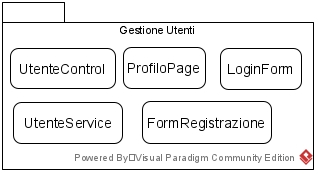 Gestione Utenti
UtenteControl
ProfiloPage
LoginForm
UtenteService
FormRegistrazione
Powered By□Visual Paradigm Community Edition